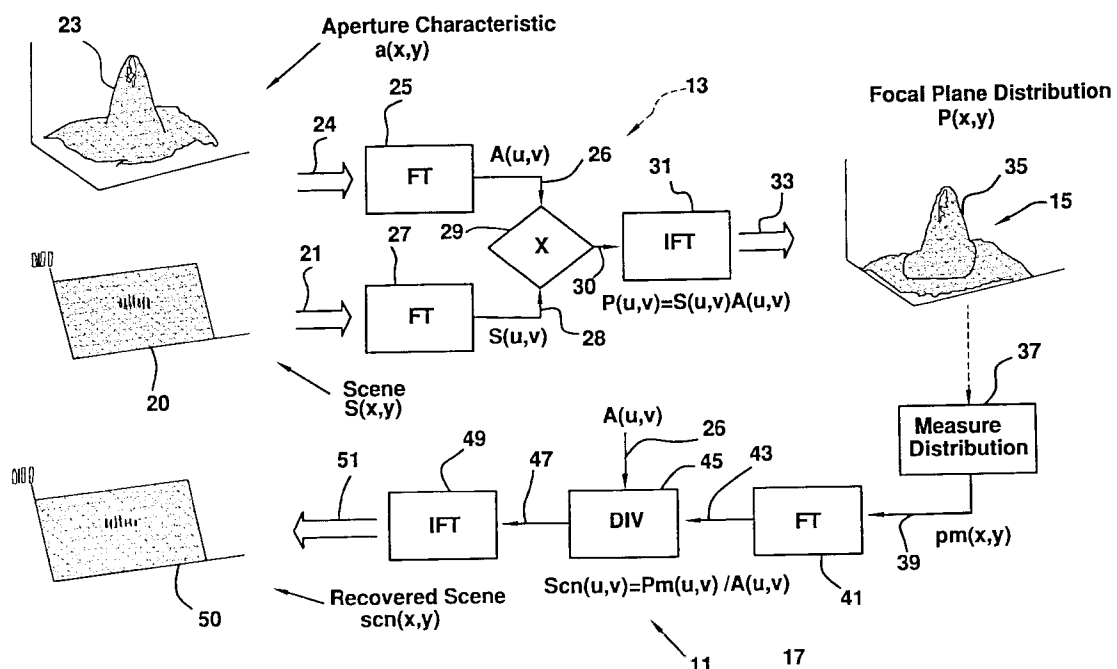 23
Aperture Characteristic
a(x,y)
25
13
Focal Plane Distribution
P(x,y)
24
FT
A(u,v)
26
31
33
35
15
29
X
IFT
21
27
30
P(u,v)=S(u,v)A(u,v)
FT
S(u,v)
28
20
Scene
S(x,y)
37
Measure
Distribution
A(u,v)
26
51
49
47
45
43
IFT
DIV
FT
39
pm(x,y)
Scn(u,v)=Pm(u,v) /A(u,v)
41
50
Recovered Scene
scn(x,y)
11
17